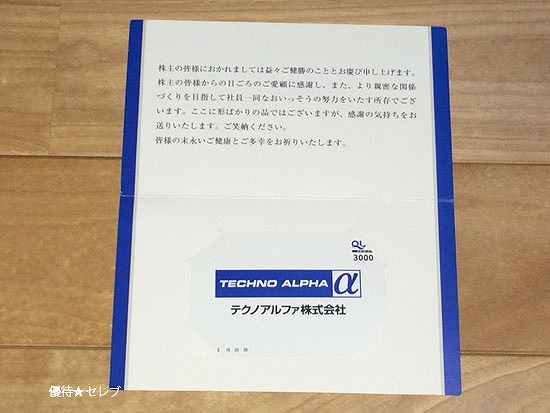 株主の皆様におかれましては益々ご健勝のこととお慶び申し上げます。
株主の皆様からの日ごろのご愛顧に感謝し、また、より親密な関係
づくりを目指して社員一同なおいっそうの努力をいたす所存でござ
います。ここに形ばかりの品ではございますが、感謝の気持ちをお
送りいたします。ご笑納ください。
皆様の末永いご健康とご多幸をお祈りいたします。
QUO
3000
TECHNO ALPHA α
テクノアルファ株式会社
優待★セレブ